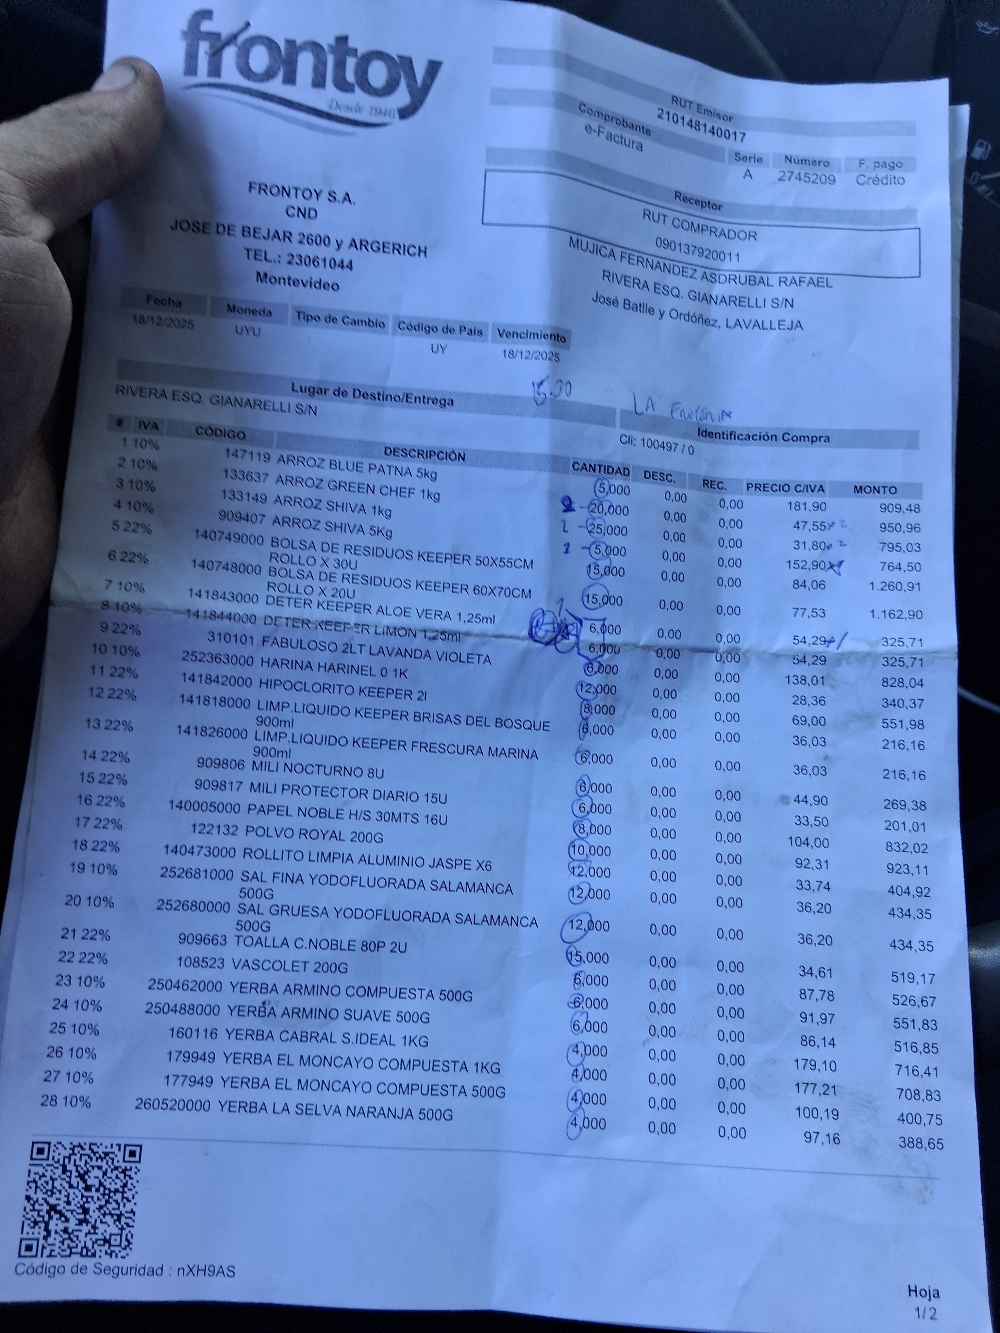 frontoy
Desde 1946
RUT Emisor
210148140017
Comprobante
e-Factura
Serie Número F. pago
A 2745209 Crédito
Receptor
RUT COMPRADOR
090137920011
MUJICA FERNANDEZ ASDRUBAL RAFAEL
RIVERA ESQ. GIANARELLI S/N
José Batlle y Ordóñez, LAVALLEJA
FRONTOY S.A.
CND
JOSE DE BEJAR 2600 y ARGERICH
TEL.: 23061044
Montevideo
Fecha Moneda Tipo de Cambio Código de País Vencimiento
18/12/2025 UYU UY 18/12/2025
15.30
LA
Lugar de Destino/Entrega
RIVERA ESQ. GIANARELLI S/N
Identificación Compra
Cli: 100497 / 0
# IVA CÓDIGO DESCRIPCIÓN CANTIDAD DESC. REC. PRECIO C/IVA MONTO
1 10% 147119 ARROZ BLUE PATNA 5kg 5,000 0,00 0,00 181,90 909,48
2 10% 133637 ARROZ GREEN CHEF 1kg 20,000 0,00 0,00 47,55 950,96
3 10% 133149 ARROZ SHIVA 1kg 2 - 25,000 0,00 0,00 31,80 795,03
4 10% 909407 ARROZ SHIVA 5Kg 1 - 5,000 0,00 0,00 152,90 764,50
5 22% 140749000 BOLSA DE RESIDUOS KEEPER 50X55CM 15,000 0,00 0,00 84,06 1.260,91
ROLLO X 30U
6 22% 140748000 BOLSA DE RESIDUOS KEEPER 60X70CM 15,000 0,00 0,00 77,53 1.162,90
ROLLO X 20U
7 10% 141843000 DETER KEEPER ALOE VERA 1,25ml 6,000 0,00 0,00 54,29 325,71
8 10% 141844000 DETER KEEPER LIMON 1,25ml 6,000 0,00 0,00 54,29 325,71
9 22% 310101 FABULOSO 2LT LAVANDA VIOLETA 6,000 0,00 0,00 138,01 828,04
10 10% 252363000 HARINA HARINEL 0 1K 12,000 0,00 0,00 28,36 340,37
11 22% 141842000 HIPOCLORITO KEEPER 2l 8,000 0,00 0,00 69,00 551,98
12 22% 141818000 LIMP.LIQUIDO KEEPER BRISAS DEL BOSQUE 6,000 0,00 0,00 36,03 216,16
900ml
13 22% 141826000 LIMP.LIQUIDO KEEPER FRESCURA MARINA 6,000 0,00 0,00 36,03 216,16
900ml
14 22% 909806 MILI NOCTURNO 8U 6,000 0,00 0,00 44,90 269,38
15 22% 909817 MILI PROTECTOR DIARIO 15U 6,000 0,00 0,00 33,50 201,01
16 22% 140005000 PAPEL NOBLE H/S 30MTS 16U 8,000 0,00 0,00 104,00 832,02
17 22% 122132 POLVO ROYAL 200G 10,000 0,00 0,00 92,31 923,11
18 22% 140473000 ROLLITO LIMPIA ALUMINIO JASPE X6 12,000 0,00 0,00 33,74 404,92
19 10% 252681000 SAL FINA YODOFLUORADA SALAMANCA 12,000 0,00 0,00 36,20 434,35
500G
20 10% 252680000 SAL GRUESA YODOFLUORADA SALAMANCA 12,000 0,00 0,00 36,20 434,35
500G
21 22% 909663 TOALLA C.NOBLE 80P 2U 15,000 0,00 0,00 34,61 519,17
22 22% 108523 VASCOLET 200G 6,000 0,00 0,00 87,78 526,67
23 10% 250462000 YERBA ARMINO COMPUESTA 500G 6,000 0,00 0,00 91,97 551,83
24 10% 250488000 YERBA ARMINO SUAVE 500G 6,000 0,00 0,00 86,14 516,85
25 10% 160116 YERBA CABRAL S.IDEAL 1KG 4,000 0,00 0,00 179,10 716,41
26 10% 179949 YERBA EL MONCAYO COMPUESTA 1KG 4,000 0,00 0,00 177,21 708,83
27 10% 177949 YERBA EL MONCAYO COMPUESTA 500G 4,000 0,00 0,00 100,19 400,75
28 10% 260520000 YERBA LA SELVA NARANJA 500G 4,000 0,00 0,00 97,16 388,65
Código de Seguridad : nXH9AS
Hoja
1/2